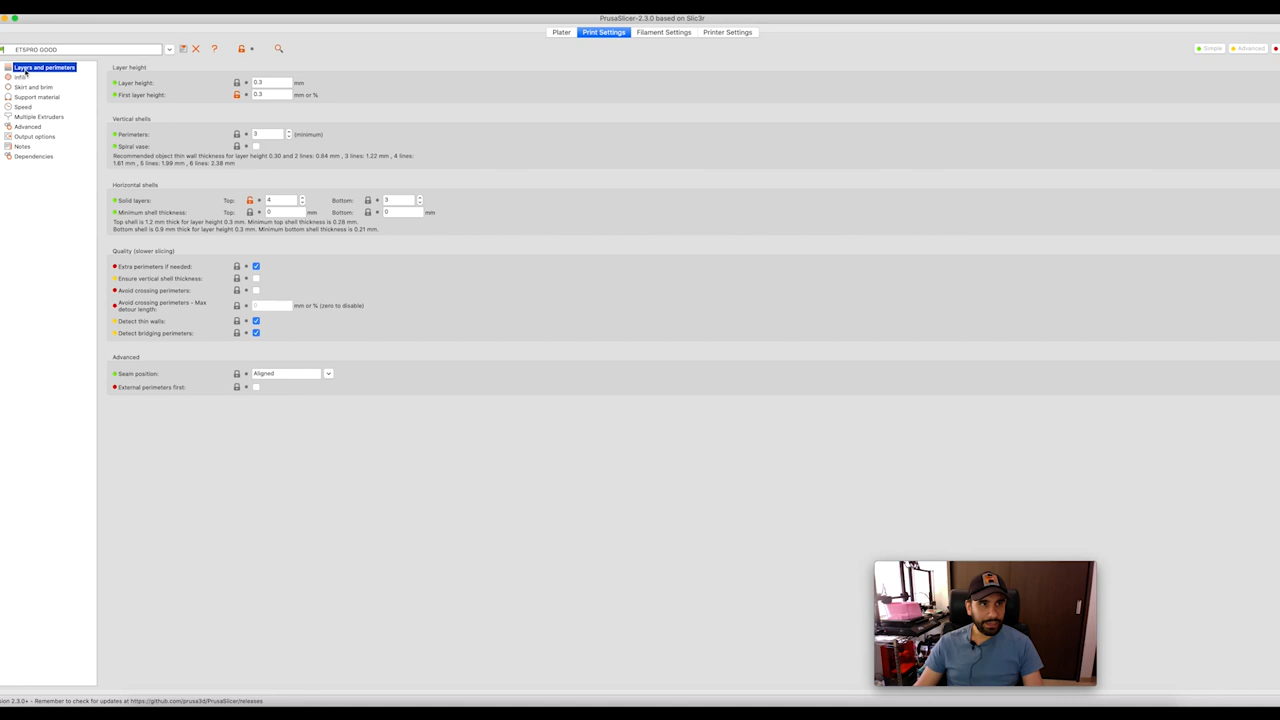 PrusaSlicer-2.3.0 based on Slic3r
Plater Print Settings Filament Settings Printer Settings
ETSPRO GOOD
Simple Advanced
Layers and perimeters
Infill
Skirt and brim
Support material
Speed
Multiple Extruders
Advanced
Output options
Notes
Dependencies
Layer height
Layer height: 0.3 mm
First layer height: 0.3 mm or %
Vertical shells
Perimeters: 3 (minimum)
Spiral vase:
Recommended object thin wall thickness for layer height 0.30 and 2 lines: 0.84 mm , 3 lines: 1.22 mm , 4 lines:
1.61 mm , 5 lines: 1.99 mm , 6 lines: 2.38 mm
Horizontal shells
Solid layers: Top: 4 Bottom: 3
Minimum shell thickness: Top: 0 mm Bottom: 0 mm
Top shell is 1.2 mm thick for layer height 0.3 mm. Minimum top shell thickness is 0.28 mm.
Bottom shell is 0.9 mm thick for layer height 0.3 mm. Minimum bottom shell thickness is 0.21 mm.
Quality (slower slicing)
Extra perimeters if needed:
Ensure vertical shell thickness:
Avoid crossing perimeters:
Avoid crossing perimeters - Max
detour length: 0 mm or % (zero to disable)
Detect thin walls:
Detect bridging perimeters:
Advanced
Seam position: Aligned
External perimeters first:
2.3.0+ - Remember to check for updates at https://github.com/prusa3d/PrusaSlicer/releases